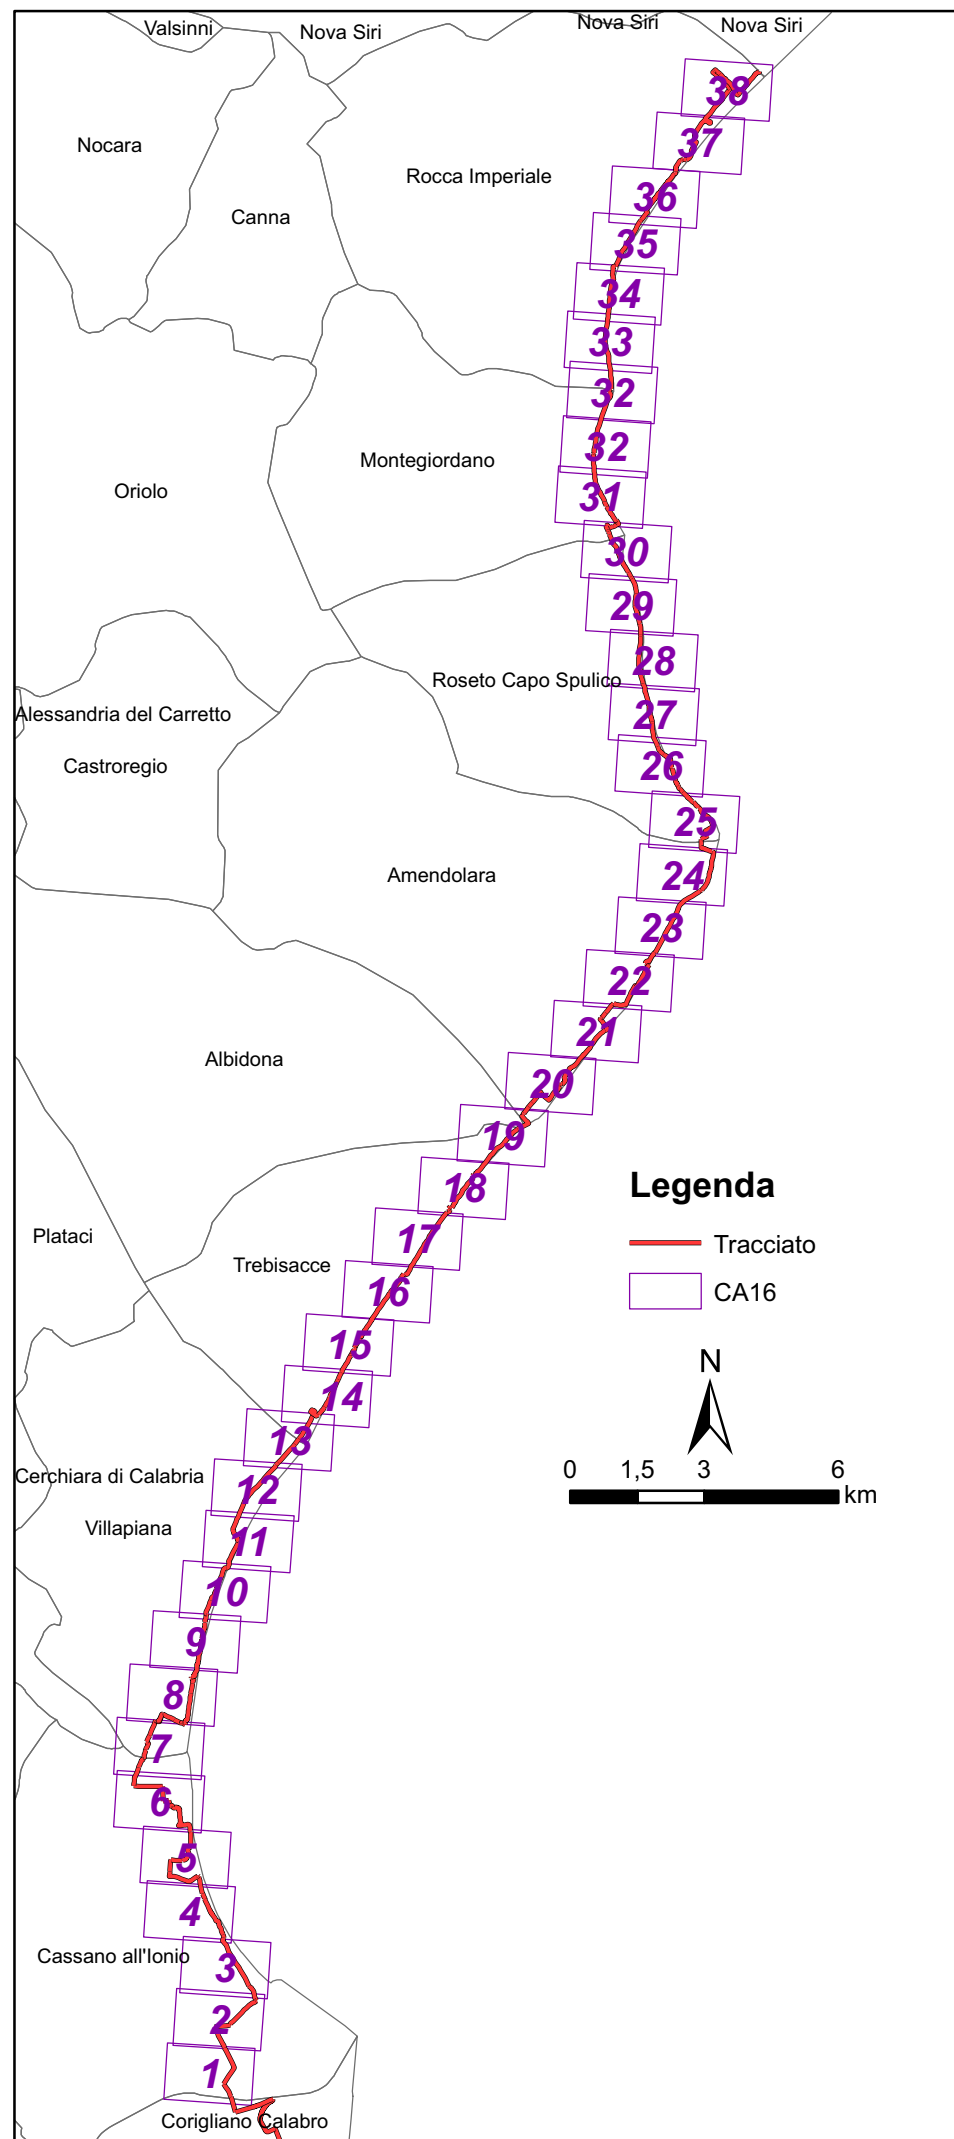 Valsinni
Nova Siri
Nova Siri
Nova Siri
38
Nocara
37
Rocca Imperiale
36
Canna
35
34
33
32
32
Montegiordano
Oriolo
31
30
29
28
Roseto Capo Spulico
27
Alessandria del Carretto
Castroregio
26
25
Amendolara
24
23
22
21
Albidona
20
19
18
Legenda
Tracciato
CA16
17
Plataci
Trebisacce
16
15
N
14
13
0 1,5 3 6
km
Cerchiara di Calabria
12
Villapiana
11
10
9
8
7
6
5
4
Cassano all'Ionio
3
2
1
Corigliano Calabro